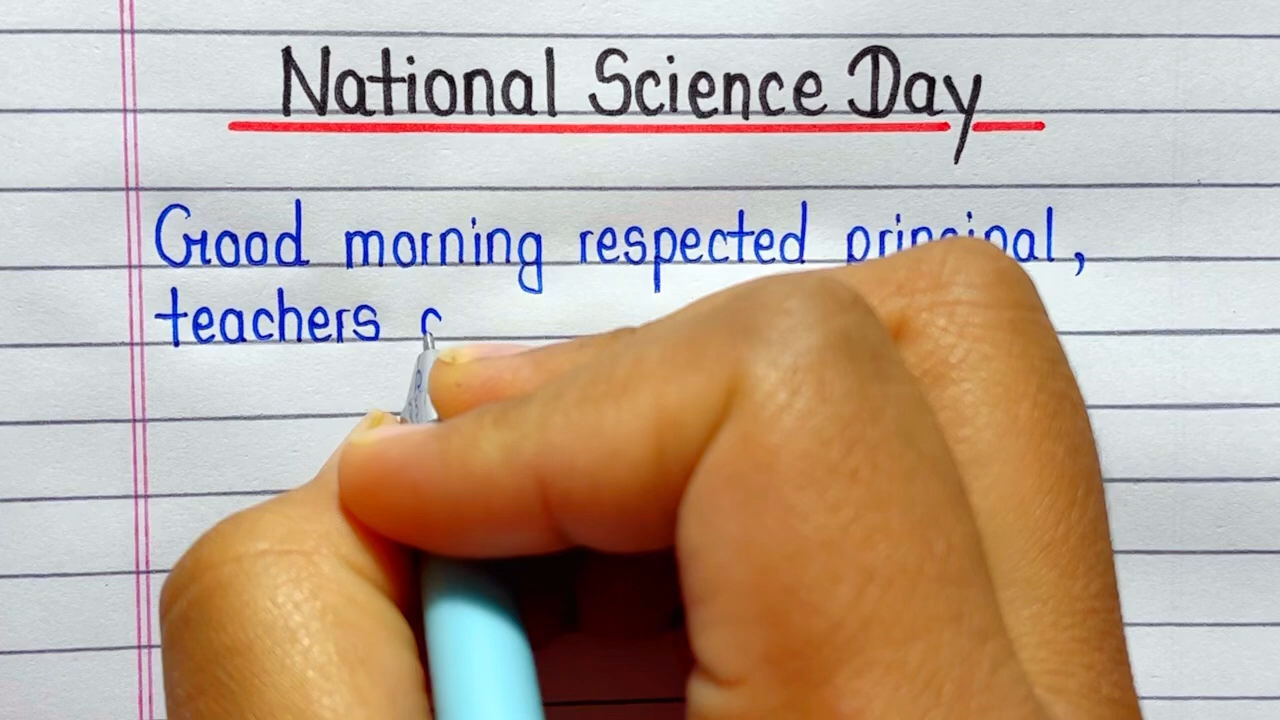 National Science Day
Good morning respected principal,
teachers